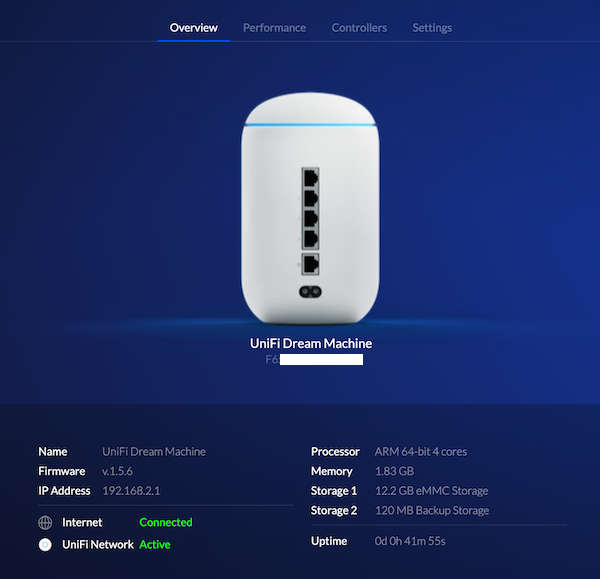 Overview Performance Controllers Settings
UniFi Dream Machine
F6:
Name UniFi Dream Machine
Firmware v.1.5.6
IP Address 192.168.2.1
Internet Connected
UniFi Network Active
Processor ARM 64-bit 4 cores
Memory 1.83 GB
Storage 1 12.2 GB eMMC Storage
Storage 2 120 MB Backup Storage
Uptime 0d 0h 41m 55s